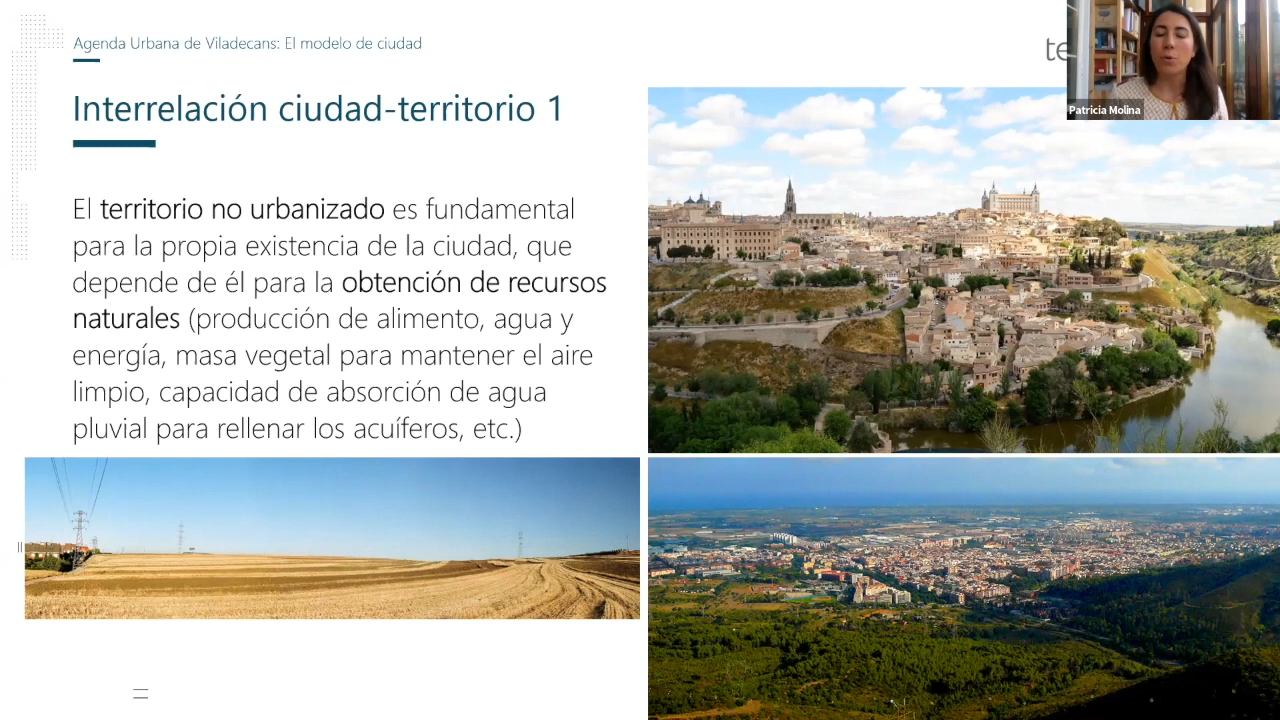 Agenda Urbana de Viladecans: El modelo de ciudad
te
Patricia Molina
Interrelación ciudad-territorio 1
El territorio no urbanizado es fundamental
para la propia existencia de la ciudad, que
depende de él para la obtención de recursos
naturales (producción de alimento, agua y
energía, masa vegetal para mantener el aire
limpio, capacidad de absorción de agua
pluvial para rellenar los acuíferos, etc.)